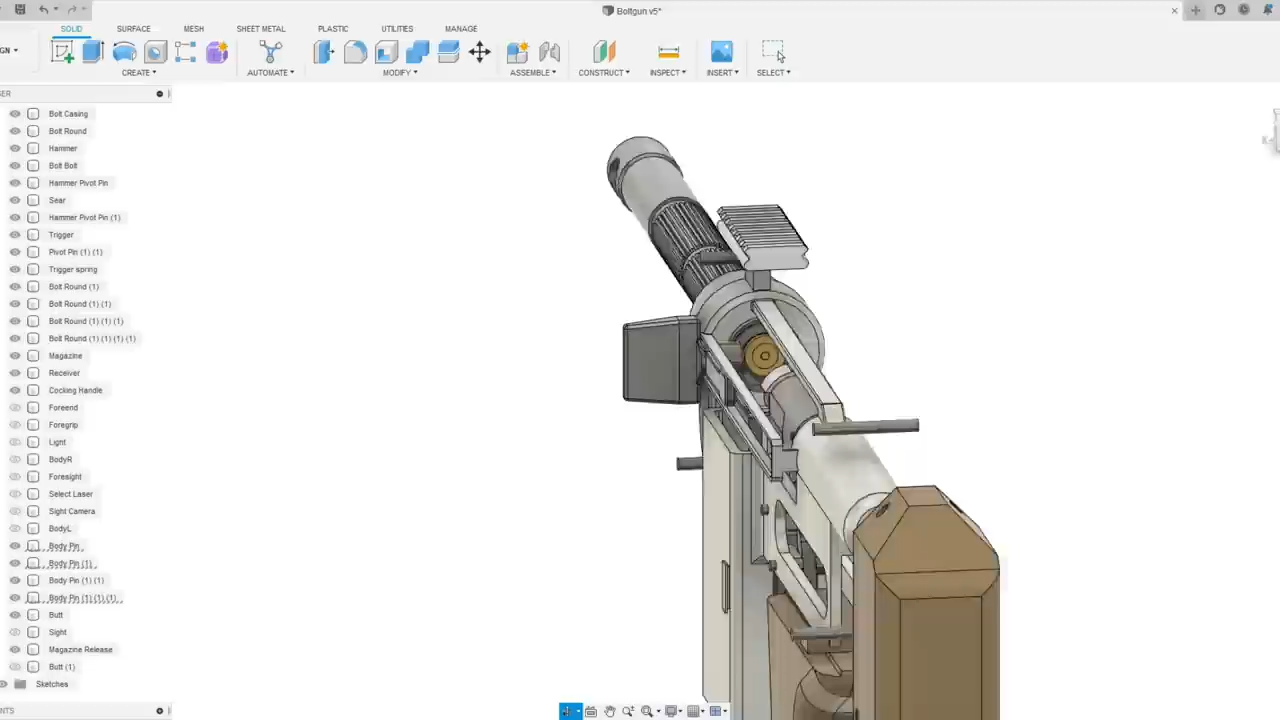 Boltgun v5*
SOLID SURFACE MESH SHEET METAL PLASTIC UTILITIES MANAGE
GN
CREATE AUTOMATE MODIFY ASSEMBLE CONSTRUCT INSPECT INSERT SELECT
SER
Bolt Casing
Bolt Round
Hammer
Bolt Bolt
Hammer Pivot Pin
Sear
Hammer Pivot Pin (1)
Trigger
Pivot Pin (1) (1)
Trigger spring
Bolt Round (1)
Bolt Round (1) (1)
Bolt Round (1) (1) (1)
Bolt Round (1) (1) (1) (1)
Magazine
Receiver
Cocking Handle
Foreend
Foregrip
Light
BodyR
Foresight
Select Laser
Sight Camera
BodyL
Body Pin
Body Pin (1)
Body Pin (1) (1)
Body Pin (1) (1) (1)
Butt
Sight
Magazine Release
Butt (1)
Sketches
NTS